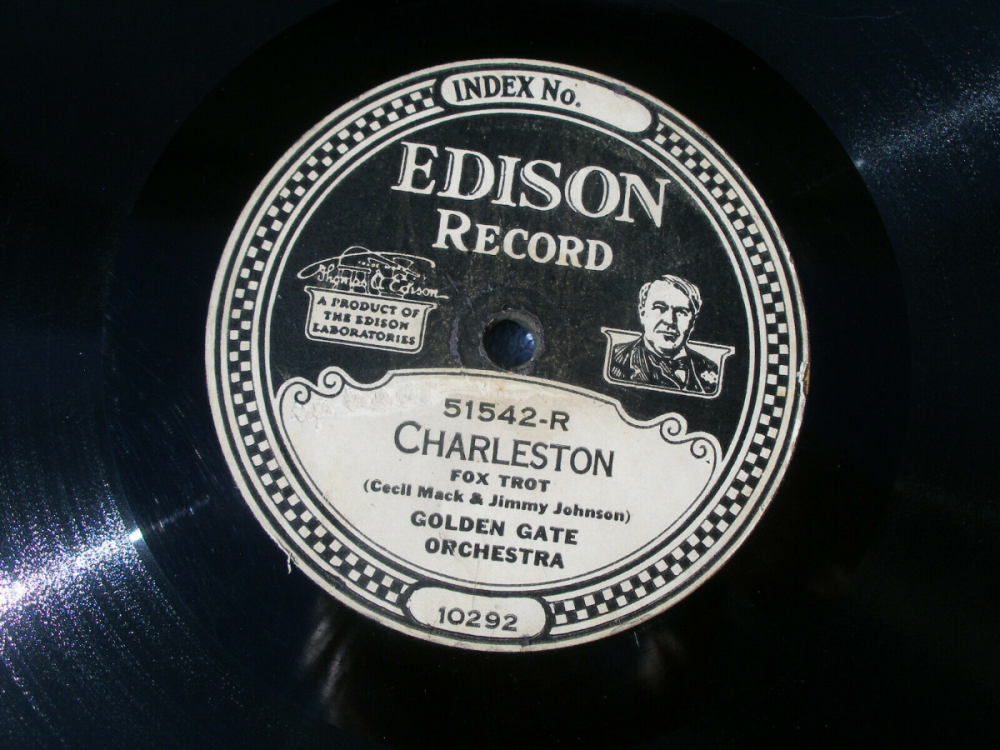 INDEX No.
EDISON
RECORD
Thomas A Edison
A PRODUCT OF
THE EDISON
LABORATORIES
51542-R
CHARLESTON
FOX TROT
(Cecil Mack & Jimmy Johnson)
GOLDEN GATE
ORCHESTRA
10292